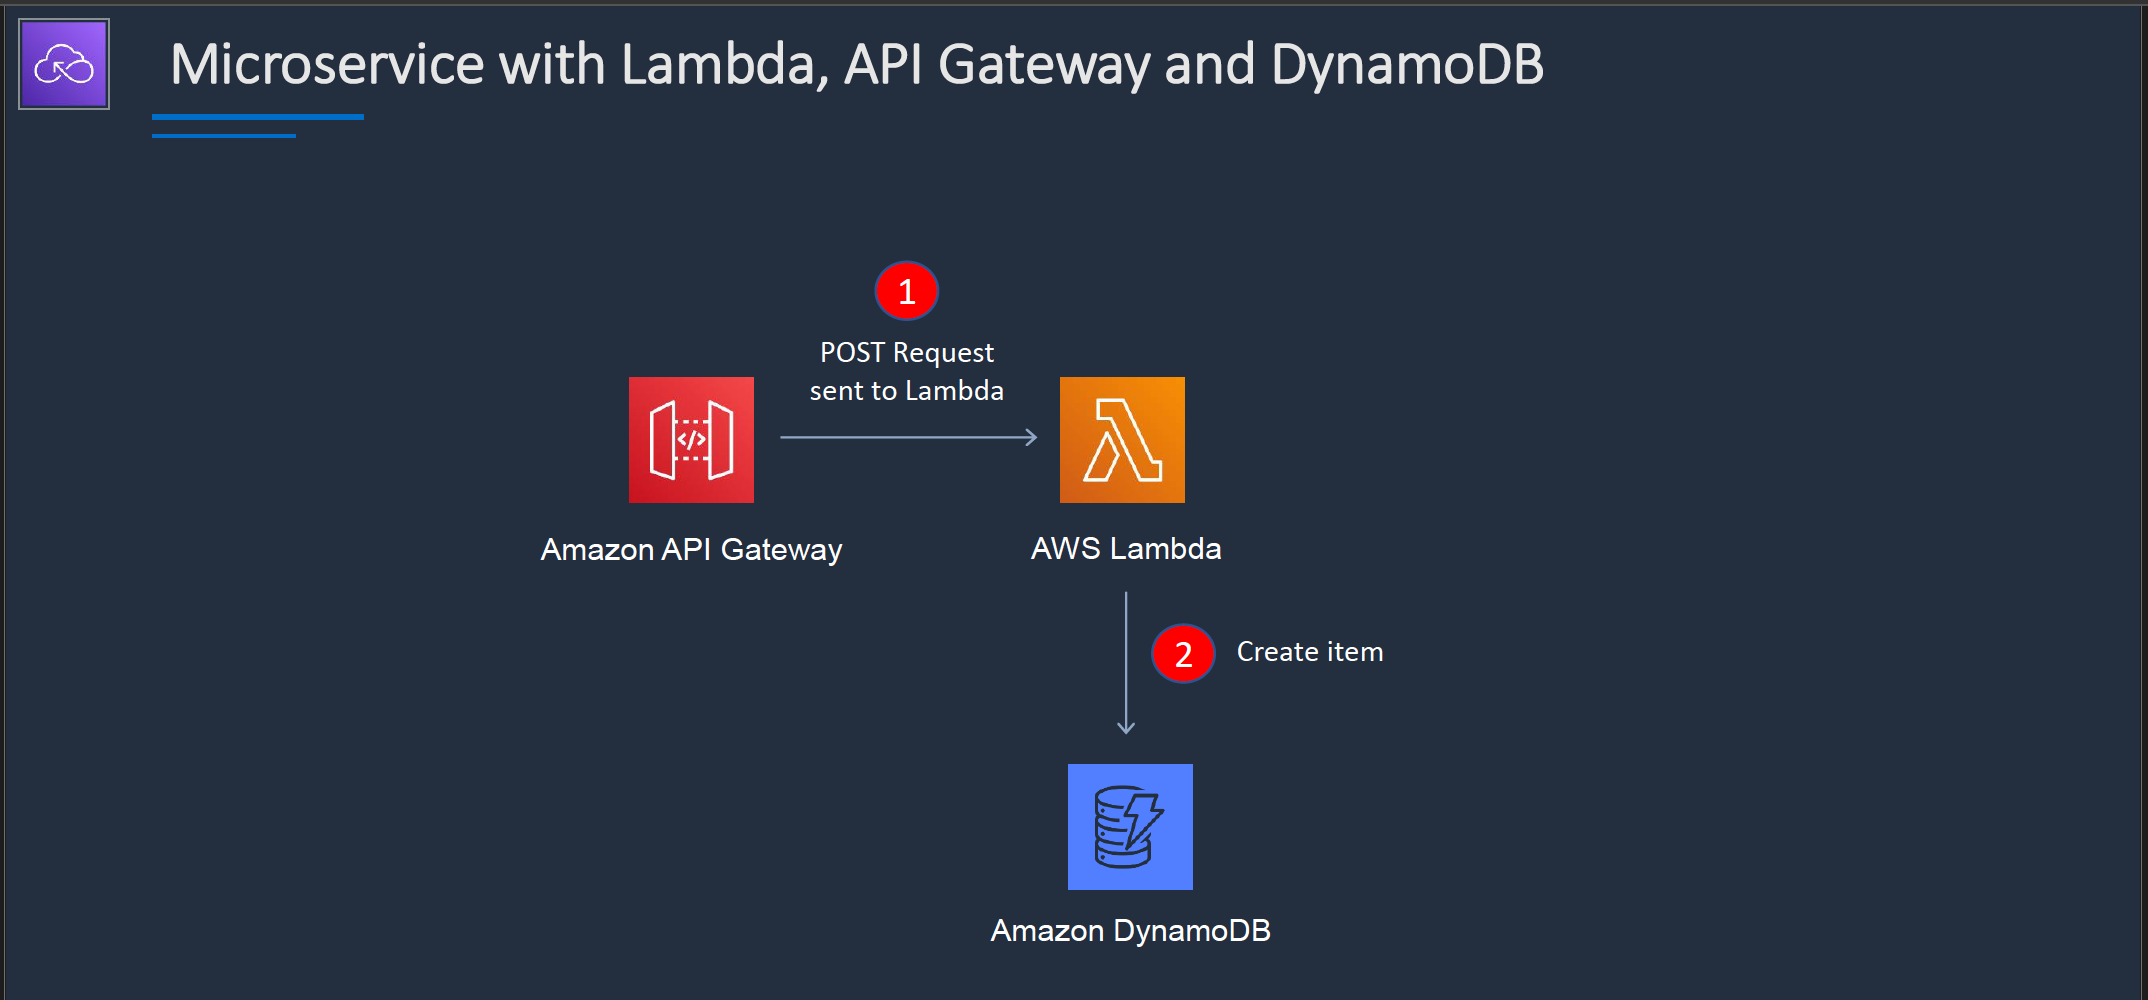 Microservice with Lambda, API Gateway and DynamoDB
1
POST Request
sent to Lambda
</>
Amazon API Gateway
AWS Lambda
2
Create item
Amazon DynamoDB